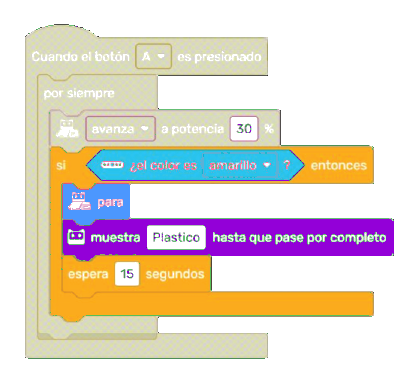 Cuando el botón A es presionado
por siempre
avanza a potencia 30 %
si ¿el color es amarillo ? entonces
para
muestra Plastico hasta que pase por completo
espera 15 segundos